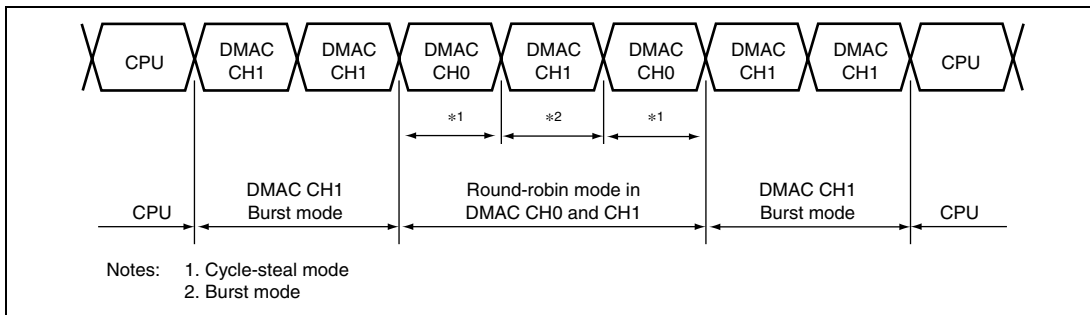 CPU DMAC CH1 DMAC CH1 DMAC CH0 DMAC CH1 DMAC CH0 DMAC CH1 DMAC CH1 CPU
*1 *2 *1
CPU DMAC CH1 Burst mode Round-robin mode in DMAC CH0 and CH1 DMAC CH1 Burst mode CPU
Notes: 1. Cycle-steal mode
2. Burst mode